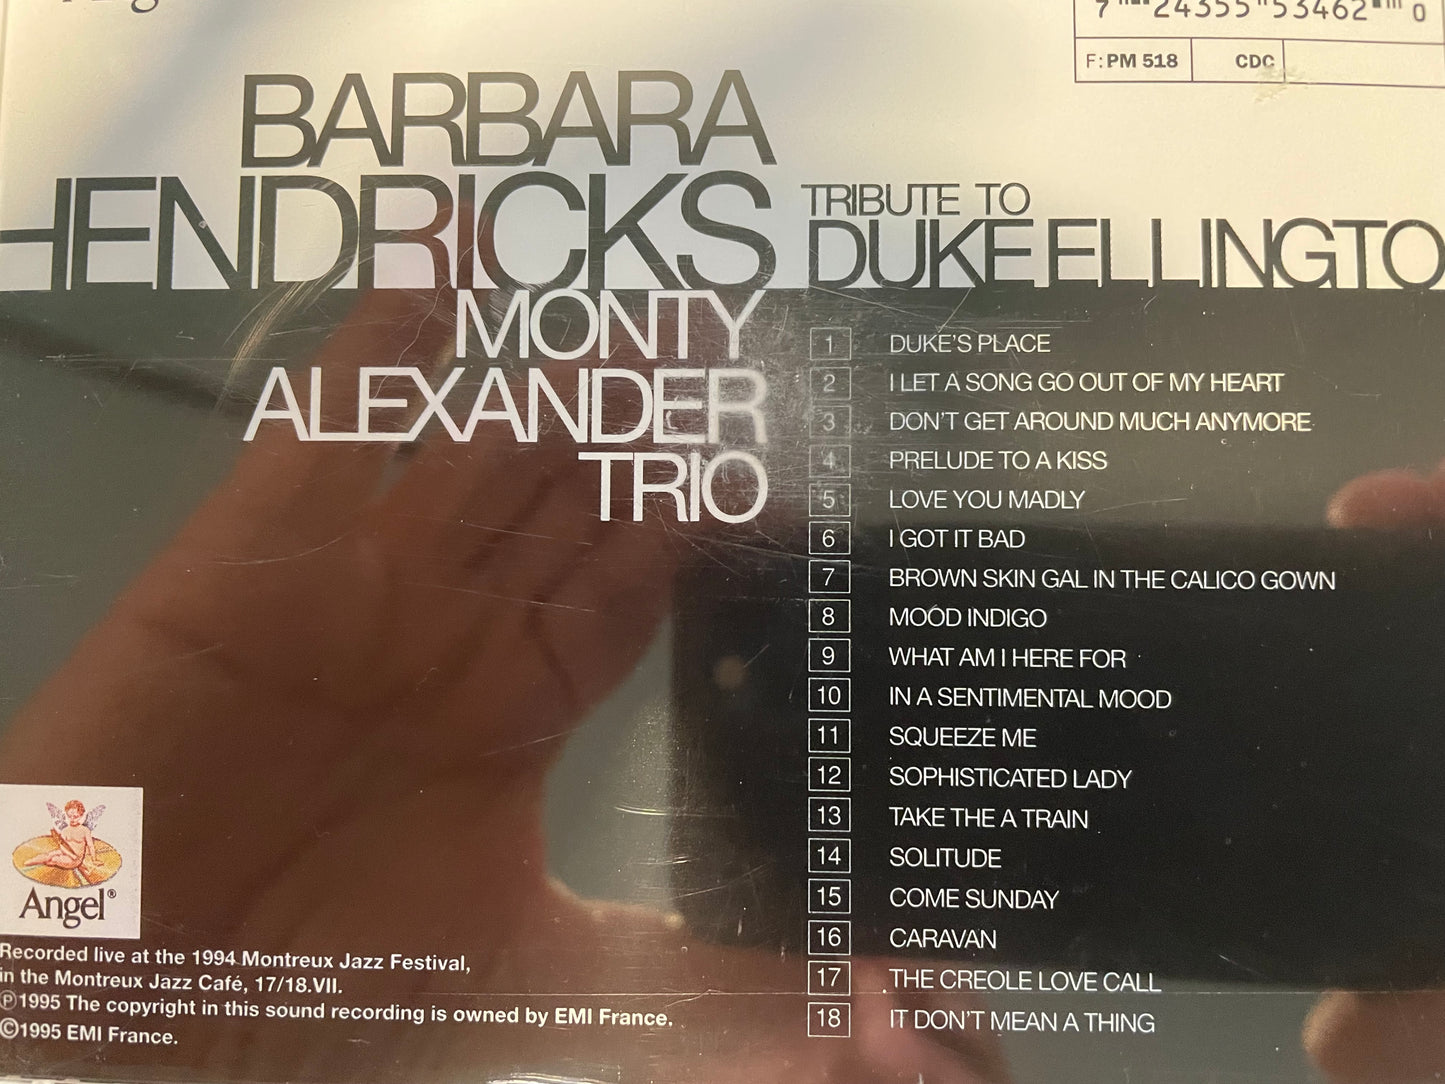 7 24355 53462 0
F: PM 518 CDC
BARBARA
HENDRICKS
MONTY
ALEXANDER
TRIO
TRIBUTE TO
DUKE ELLINGTO
1 DUKE'S PLACE
2 I LET A SONG GO OUT OF MY HEART
3 DON'T GET AROUND MUCH ANYMORE
4 PRELUDE TO A KISS
5 LOVE YOU MADLY
6 I GOT IT BAD
7 BROWN SKIN GAL IN THE CALICO GOWN
8 MOOD INDIGO
9 WHAT AM I HERE FOR
10 IN A SENTIMENTAL MOOD
11 SQUEEZE ME
12 SOPHISTICATED LADY
13 TAKE THE A TRAIN
14 SOLITUDE
15 COME SUNDAY
16 CARAVAN
17 THE CREOLE LOVE CALL
18 IT DON'T MEAN A THING
Angel®
Recorded live at the 1994 Montreux Jazz Festival,
in the Montreux Jazz Café, 17/18.VII.
℗1995 The copyright in this sound recording is owned by EMI France.
©1995 EMI France.